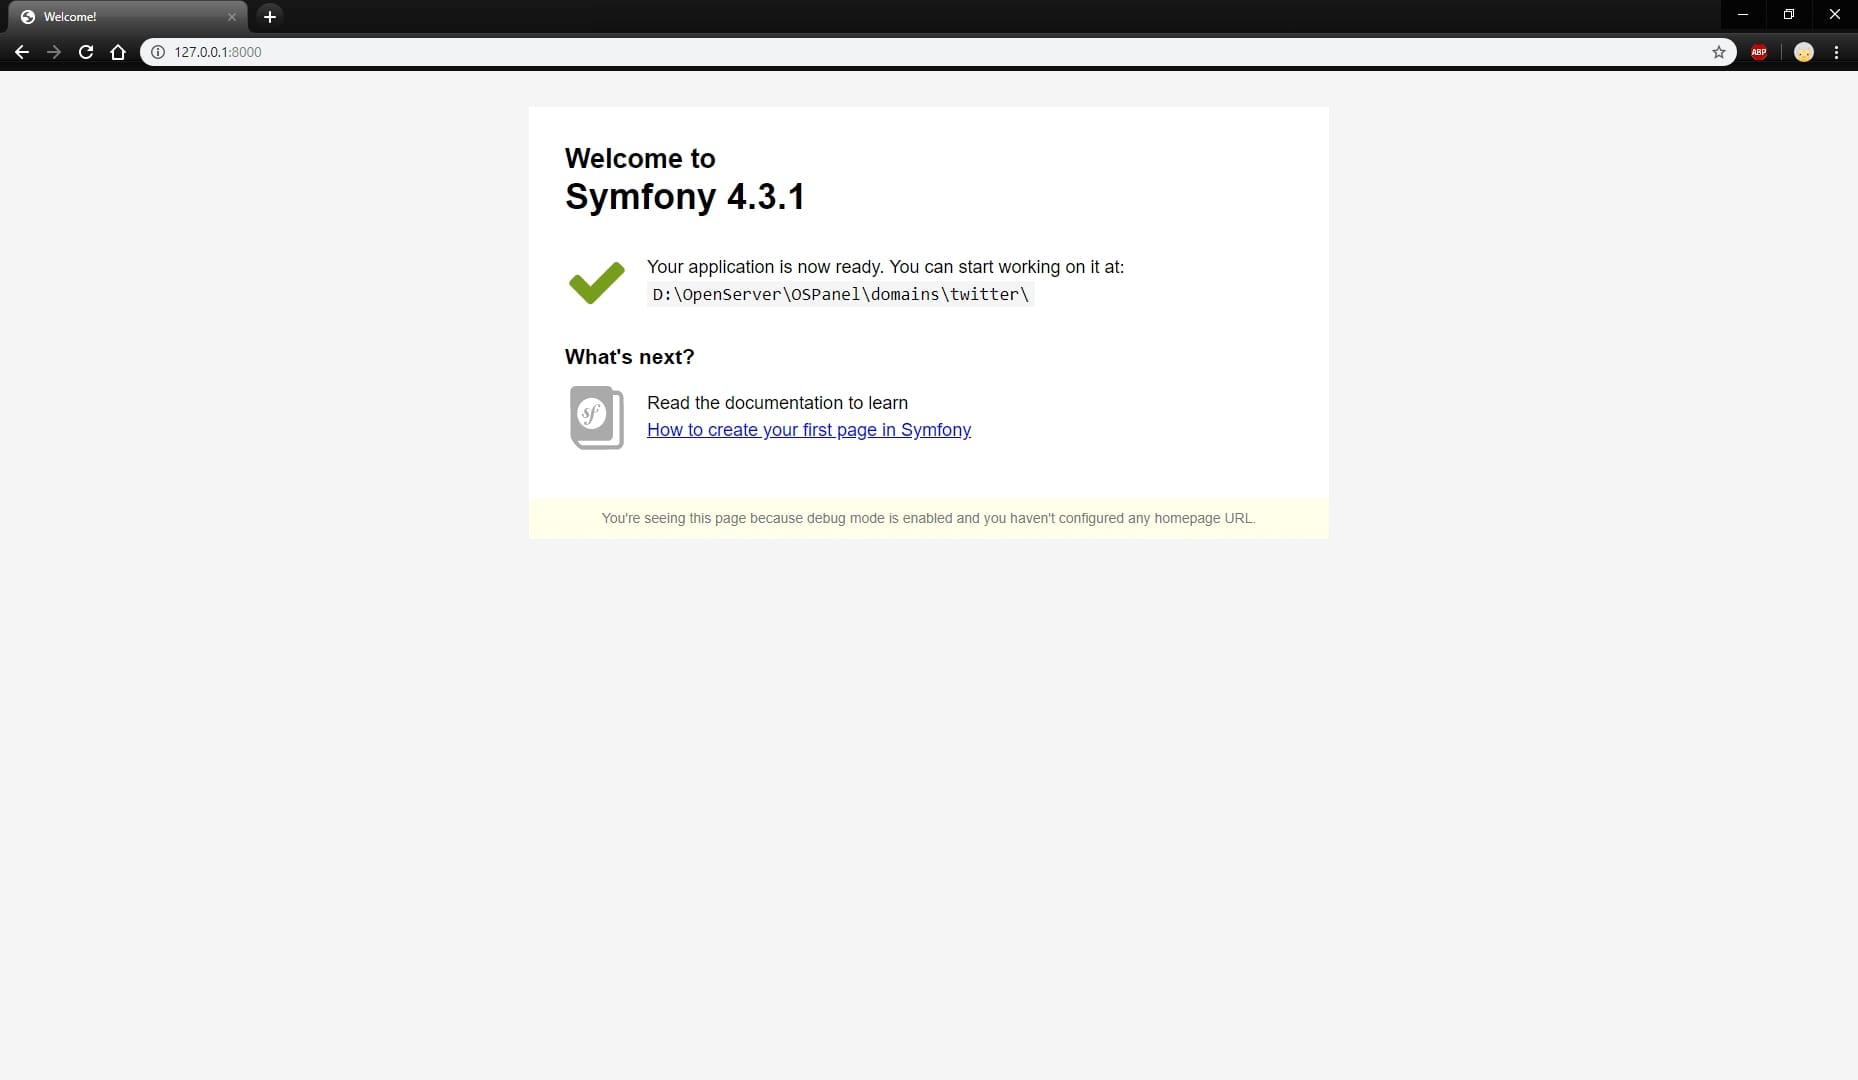 Welcome!
127.0.0.1:8000
ABP
Welcome to
Symfony 4.3.1
Your application is now ready. You can start working on it at:
D:\OpenServer\OSPanel\domains\twitter\
What's next?
sf
Read the documentation to learn
How to create your first page in Symfony
You're seeing this page because debug mode is enabled and you haven't configured any homepage URL.